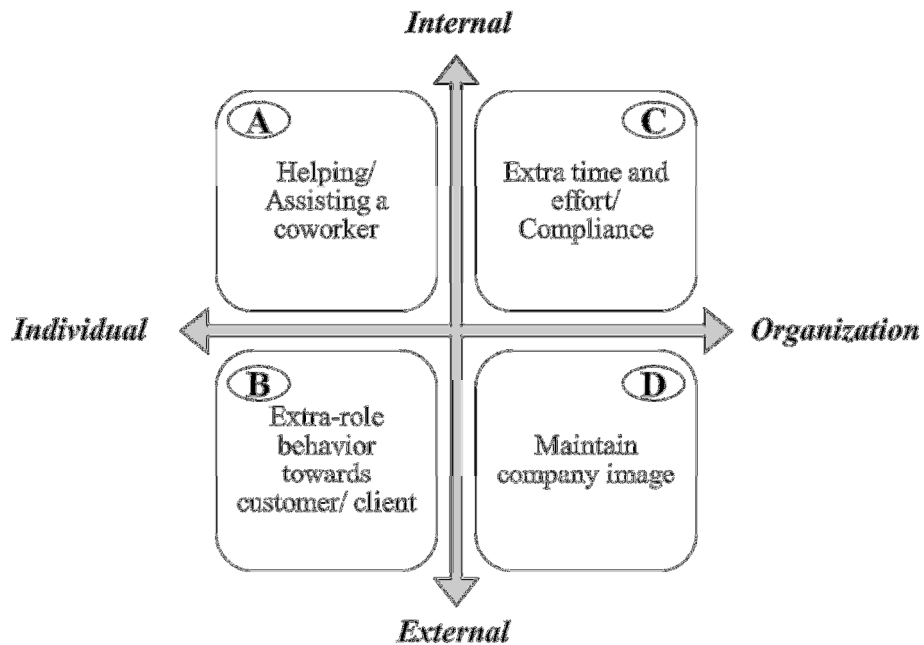 Internal
A
Helping/
Assisting a
coworker
C
Extra time and
effort/
Compliance
Individual
Organization
B
Extra-role
behavior
towards
customer/ client
D
Maintain
company image
External